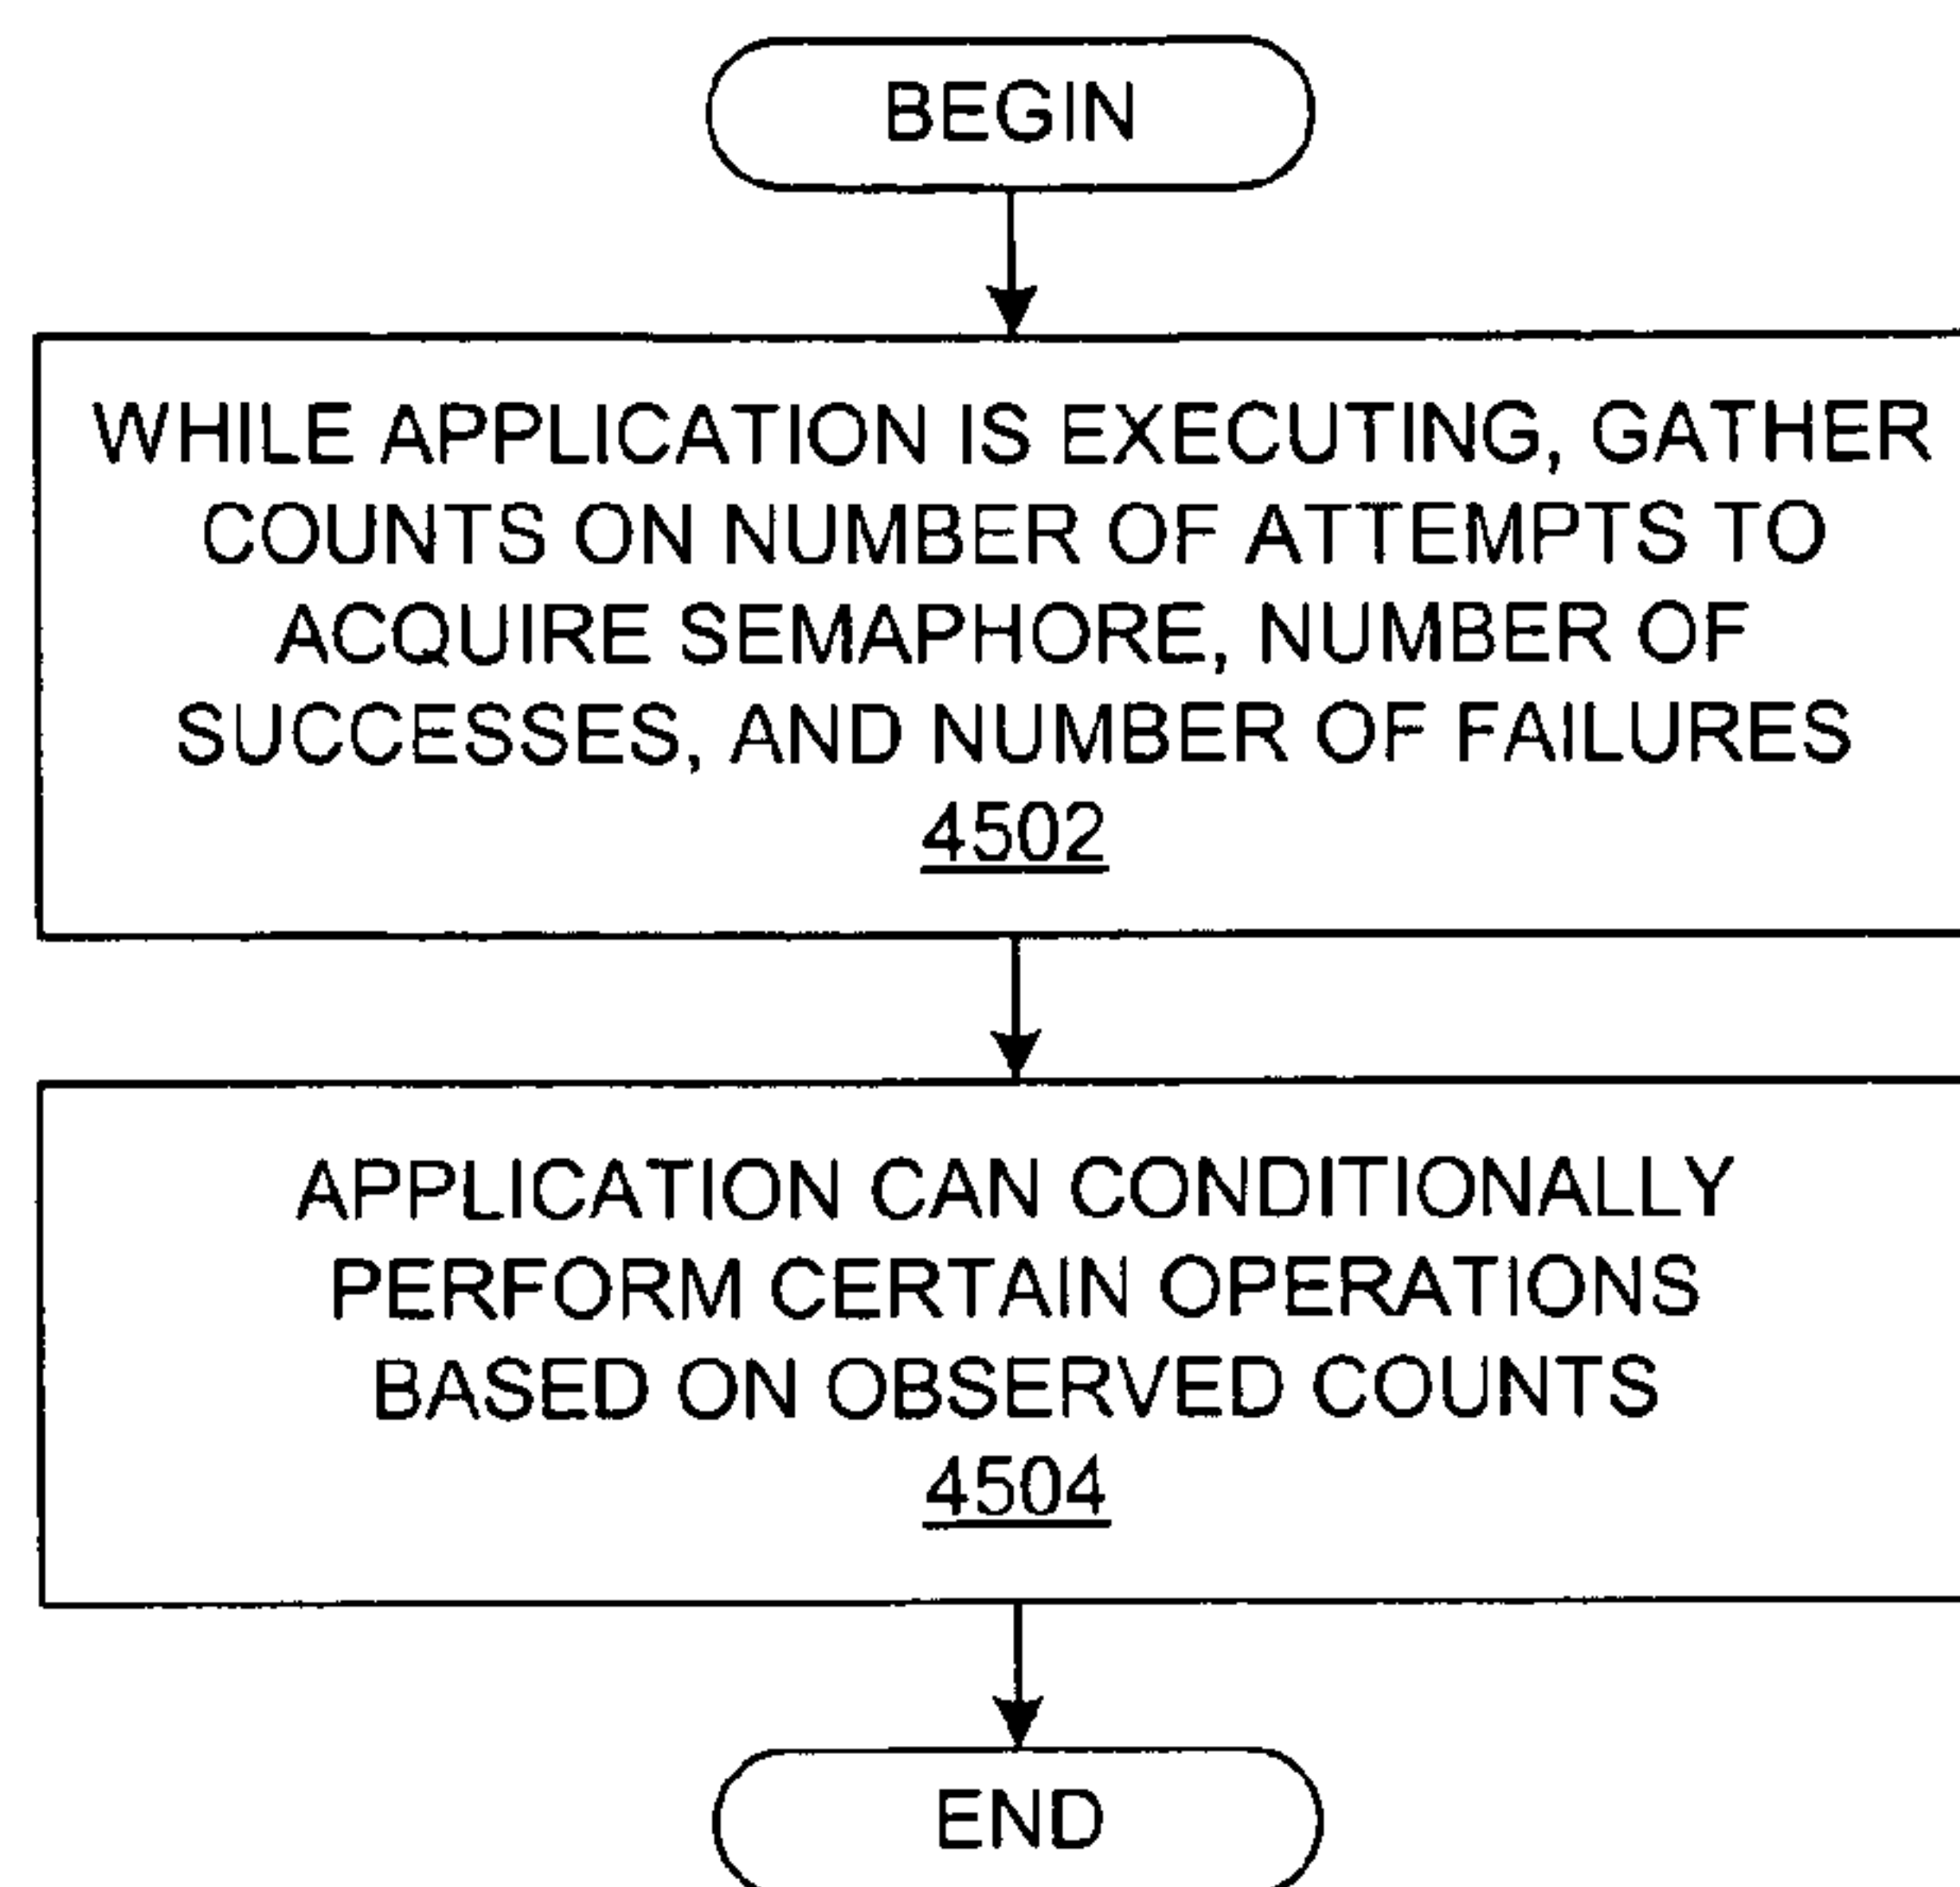 BEGIN
WHILE APPLICATION IS EXECUTING, GATHER
COUNTS ON NUMBER OF ATTEMPTS TO
ACQUIRE SEMAPHORE, NUMBER OF
SUCCESSES, AND NUMBER OF FAILURES
4502
APPLICATION CAN CONDITIONALLY
PERFORM CERTAIN OPERATIONS
BASED ON OBSERVED COUNTS
4504
END